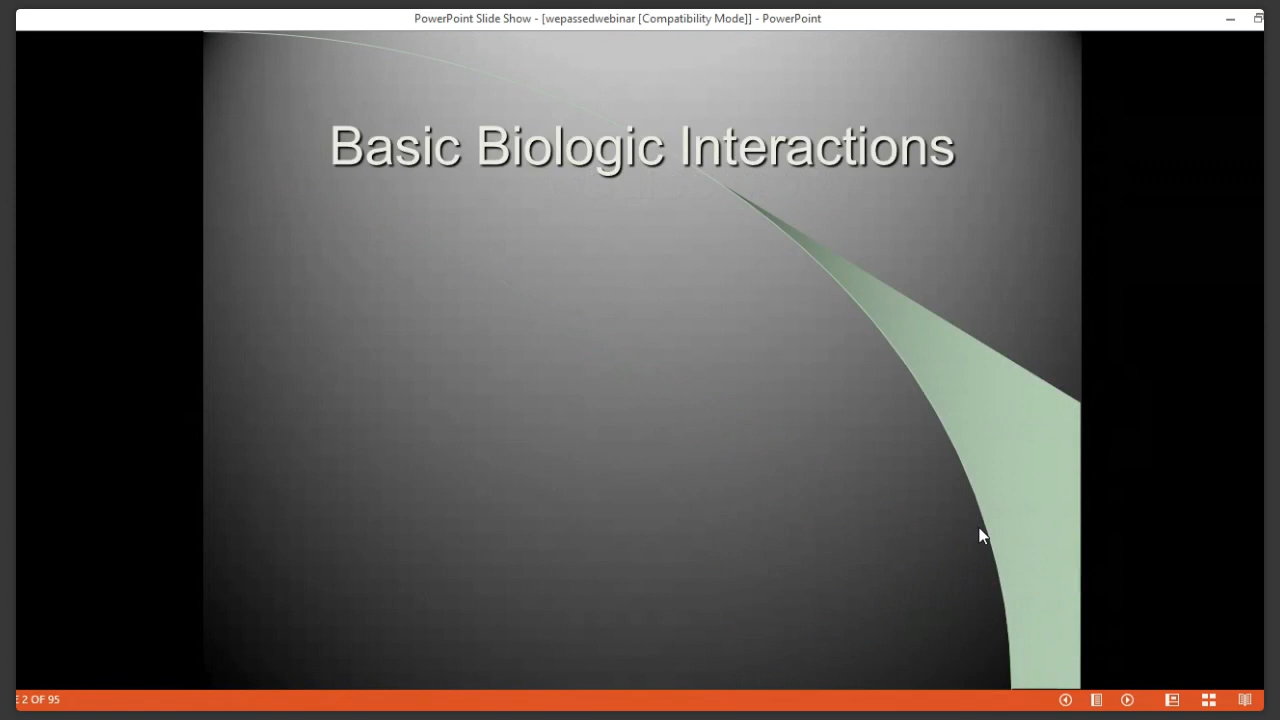 PowerPoint Slide Show - [wepassedwebinar [Compatibility Mode]] - PowerPoint
Basic Biologic Interactions
2 OF 95